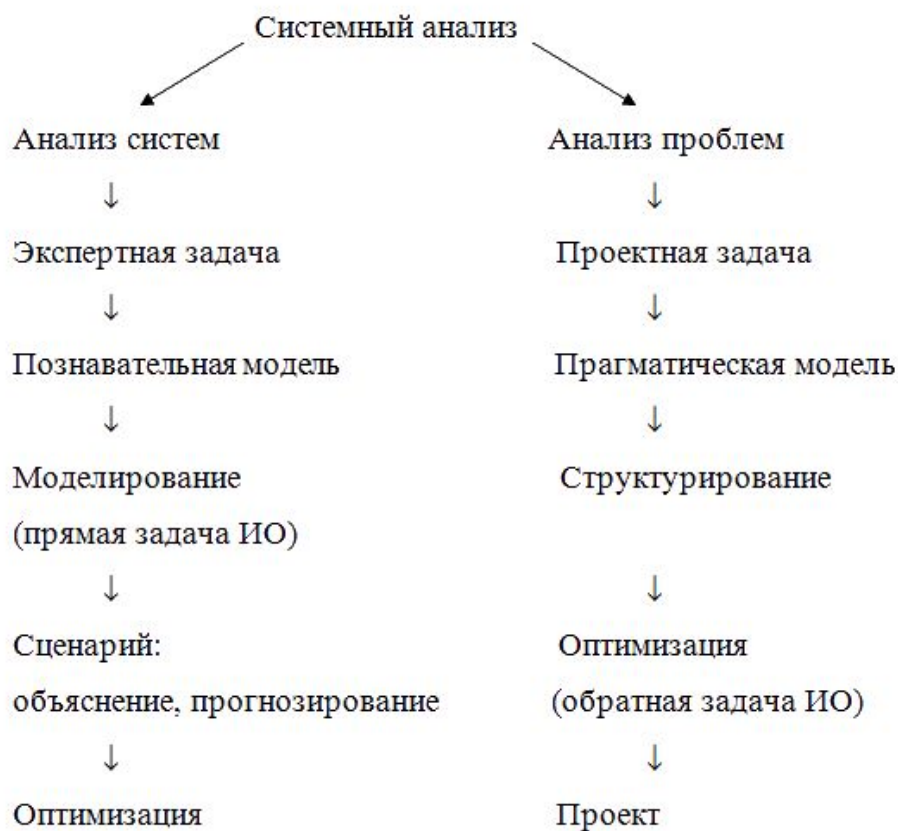 Системный анализ
Анализ систем
Анализ проблем
Экспертная задача
Проектная задача
Познавательная модель
Прагматическая модель
Моделирование
(прямая задача ИО)
Структурирование
Сценарий:
объяснение, прогнозирование
Оптимизация
(обратная задача ИО)
Оптимизация
Проект